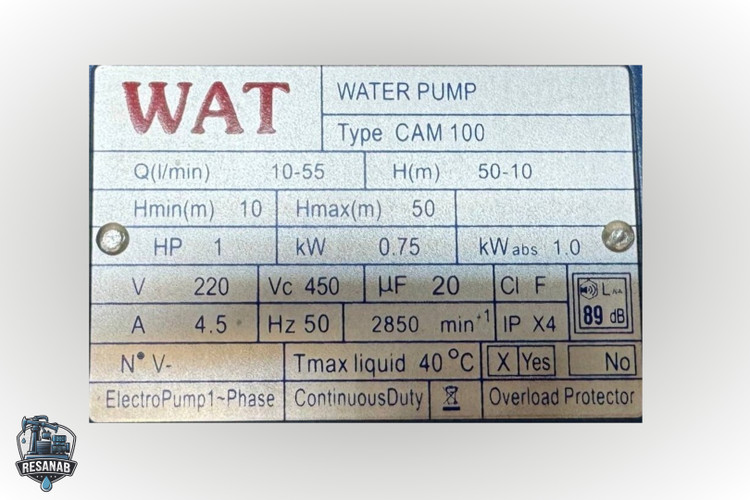 WAT
WATER PUMP
Type CAM 100
Q(l/min) 10-55 H(m) 50-10
Hmin(m) 10 Hmax(m) 50
HP 1 kW 0.75 kW abs 1.0
V 220 Vc 450 µF 20 Cl F
A 4.5 Hz 50 2850 min⁻¹ IP X4
89 dB
N° V- Tmax liquid 40 °C X Yes No
ElectroPump1~Phase ContinuousDuty Overload Protector
RESANAB